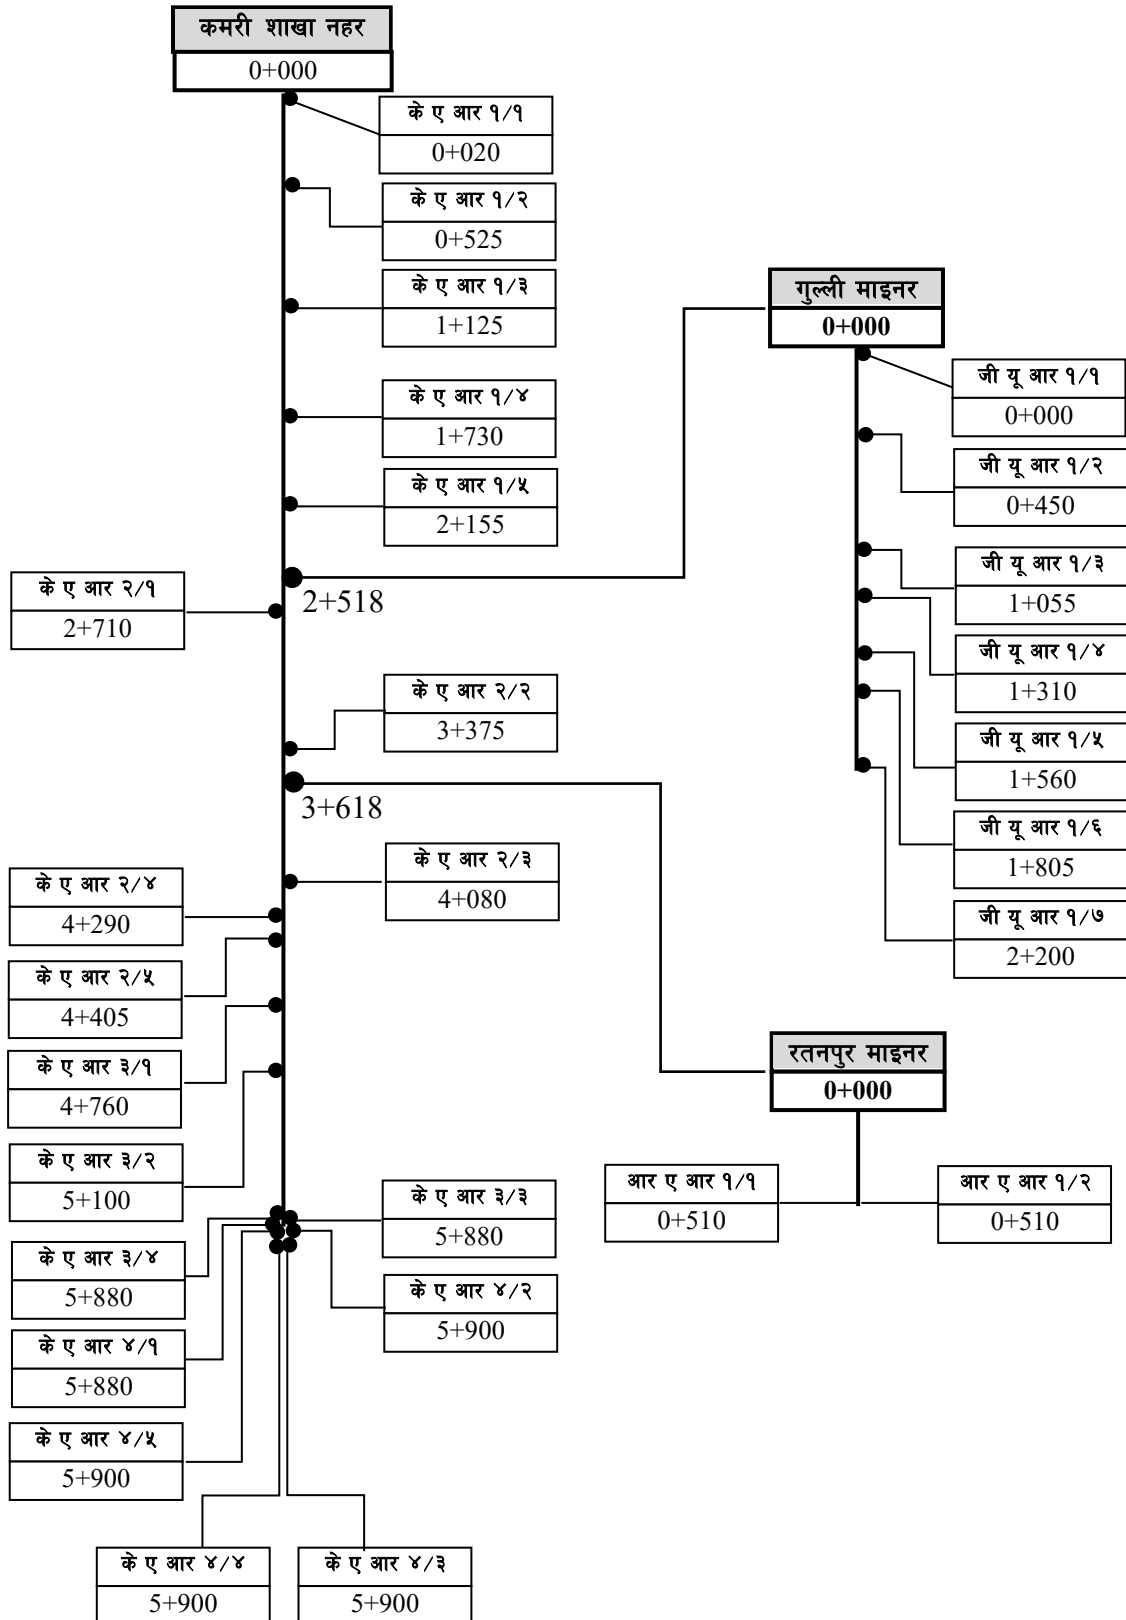 कमरी शाखा नहर
0+000
के ए आर १/१
0+020
के ए आर १/२
0+525
के ए आर १/३
1+125
के ए आर १/४
1+730
के ए आर १/५
2+155
2+518
के ए आर २/१
2+710
के ए आर २/२
3+375
3+618
के ए आर २/३
4+080
के ए आर २/४
4+290
के ए आर २/५
4+405
के ए आर ३/१
4+760
के ए आर ३/२
5+100
के ए आर ३/३
5+880
के ए आर ३/४
5+880
के ए आर ४/१
5+880
के ए आर ४/२
5+900
के ए आर ४/५
5+900
के ए आर ४/४
5+900
के ए आर ४/३
5+900
गुल्ली माइनर
0+000
जी यू आर १/१
0+000
जी यू आर १/२
0+450
जी यू आर १/३
1+055
जी यू आर १/४
1+310
जी यू आर १/५
1+560
जी यू आर १/६
1+805
जी यू आर १/७
2+200
रतनपुर माइनर
0+000
आर ए आर १/१
0+510
आर ए आर १/२
0+510